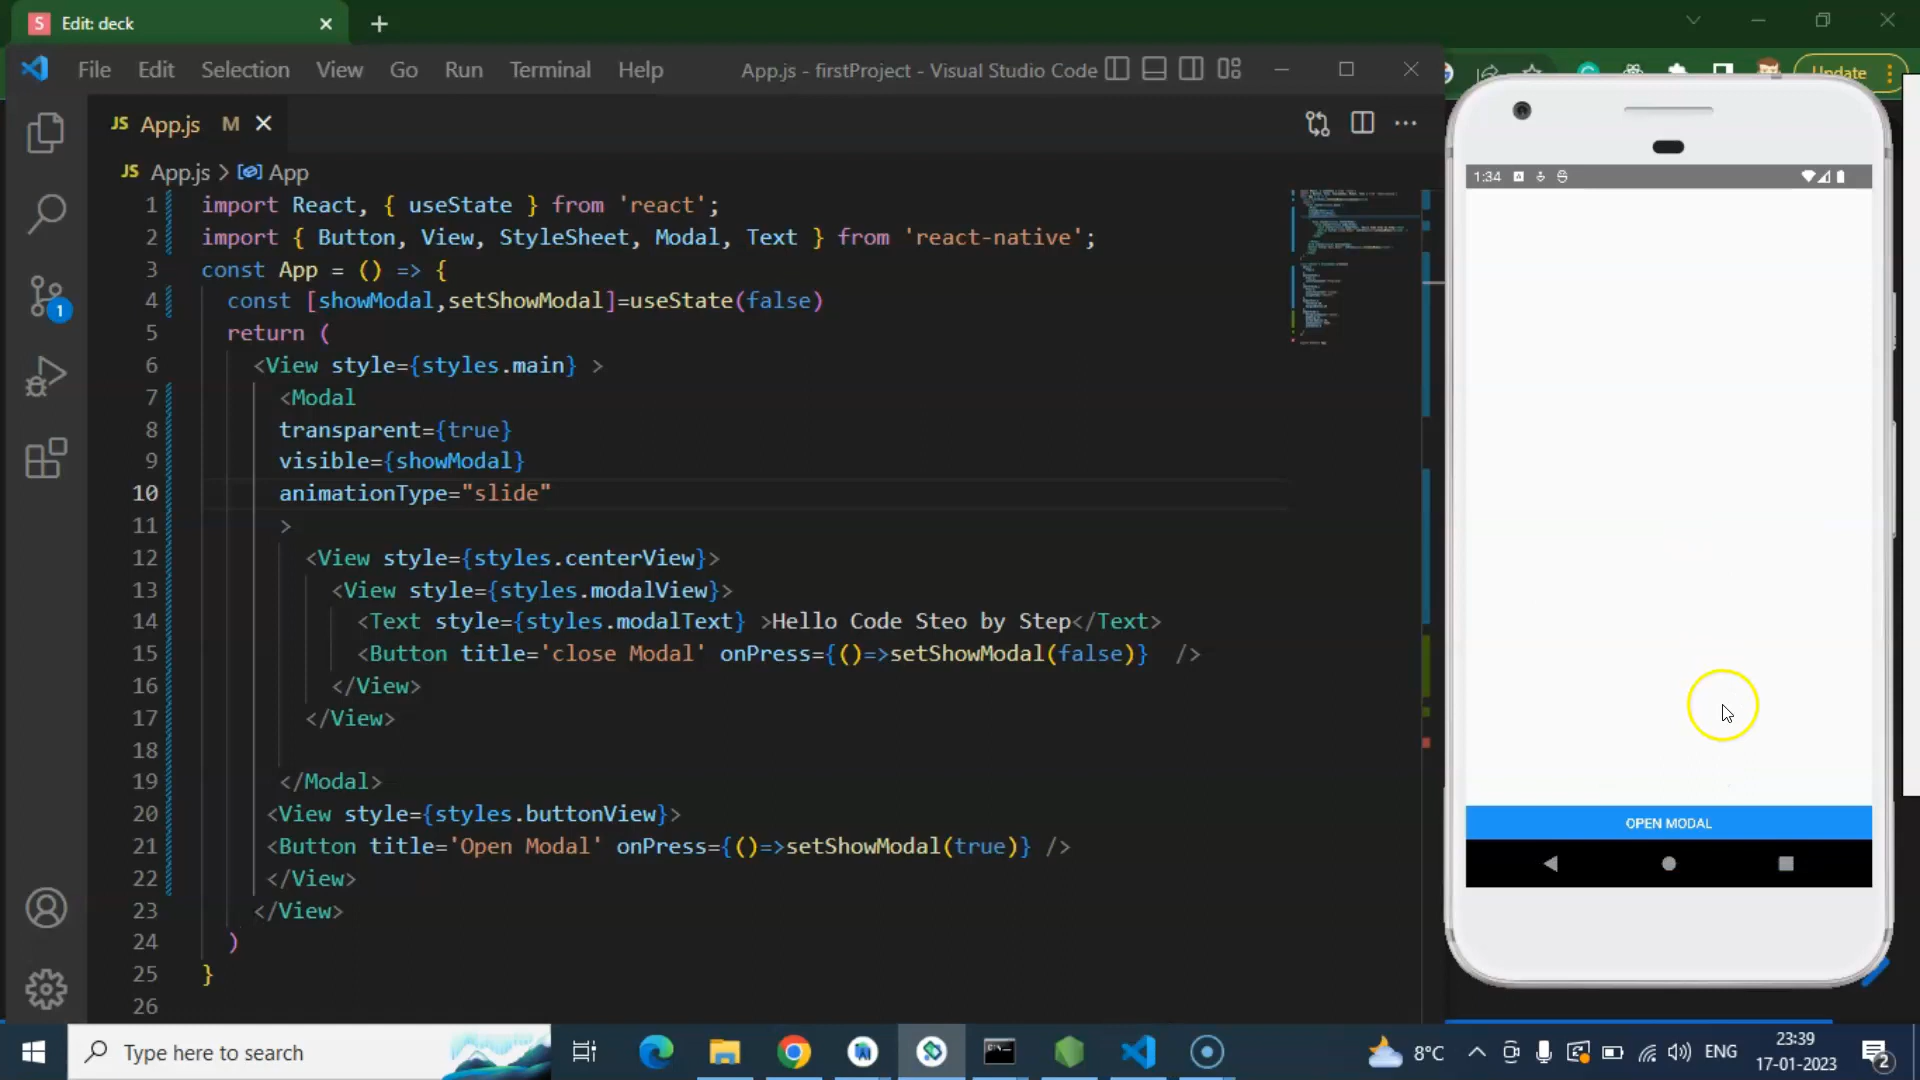 S Edit: deck
File Edit Selection View Go Run Terminal Help
App.js - firstProject - Visual Studio Code
Update
JS App.js M
JS App.js > App
1 import React, { useState } from 'react';
2 import { Button, View, StyleSheet, Modal, Text } from 'react-native';
3 const App = () => {
4 const [showModal,setShowModal]=useState(false)
5 return (
6 <View style={styles.main} >
7 <Modal
8 transparent={true}
9 visible={showModal}
10 animationType="slide"
11 >
12 <View style={styles.centerView}>
13 <View style={styles.modalView}>
14 <Text style={styles.modalText} >Hello Code Steo by Step</Text>
15 <Button title='close Modal' onPress={()=>setShowModal(false)} />
16 </View>
17 </View>
18
19 </Modal>
20 <View style={styles.buttonView}>
21 <Button title='Open Modal' onPress={()=>setShowModal(true)} />
22 </View>
23 </View>
24 )
25 }
26
1
1:34
OPEN MODAL
Type here to search
8°C
ENG
23:39
17-01-2023
2